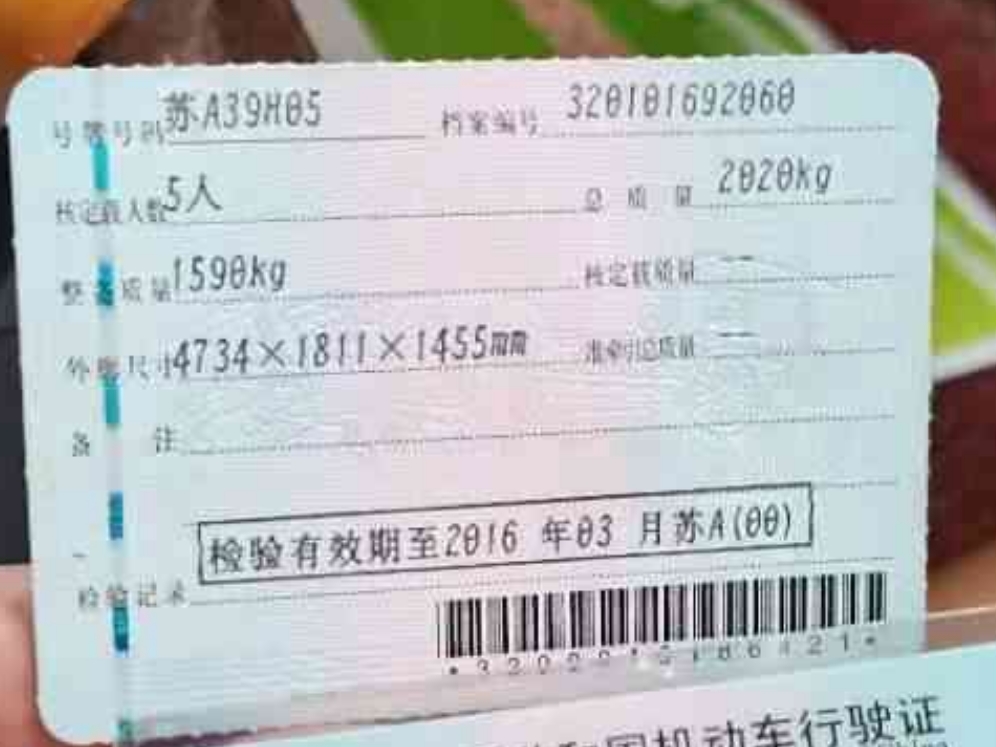 号牌号码 苏A39H05 档案编号 320101692060
核定载人数 5人 总质量 2020kg
整备质量 1590kg 核定载质量 --
外廓尺寸 4734×1811×1455mm 准牵引总质量 --
备注
检验有效期至2016 年03 月苏A(00)
检验记录
国机动车行驶证